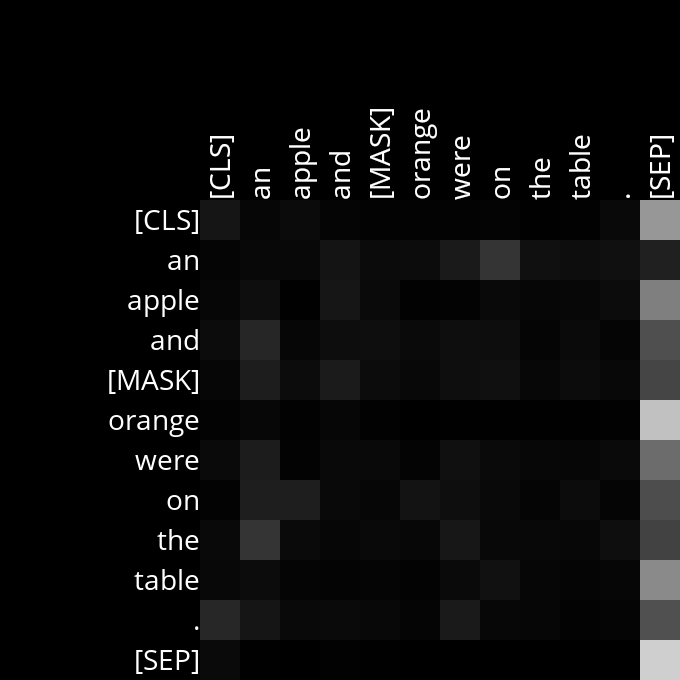 [CLS] an apple and [MASK] orange were on the table . [SEP]
[CLS]
an
apple
and
[MASK]
orange
were
on
the
table
.
[SEP]